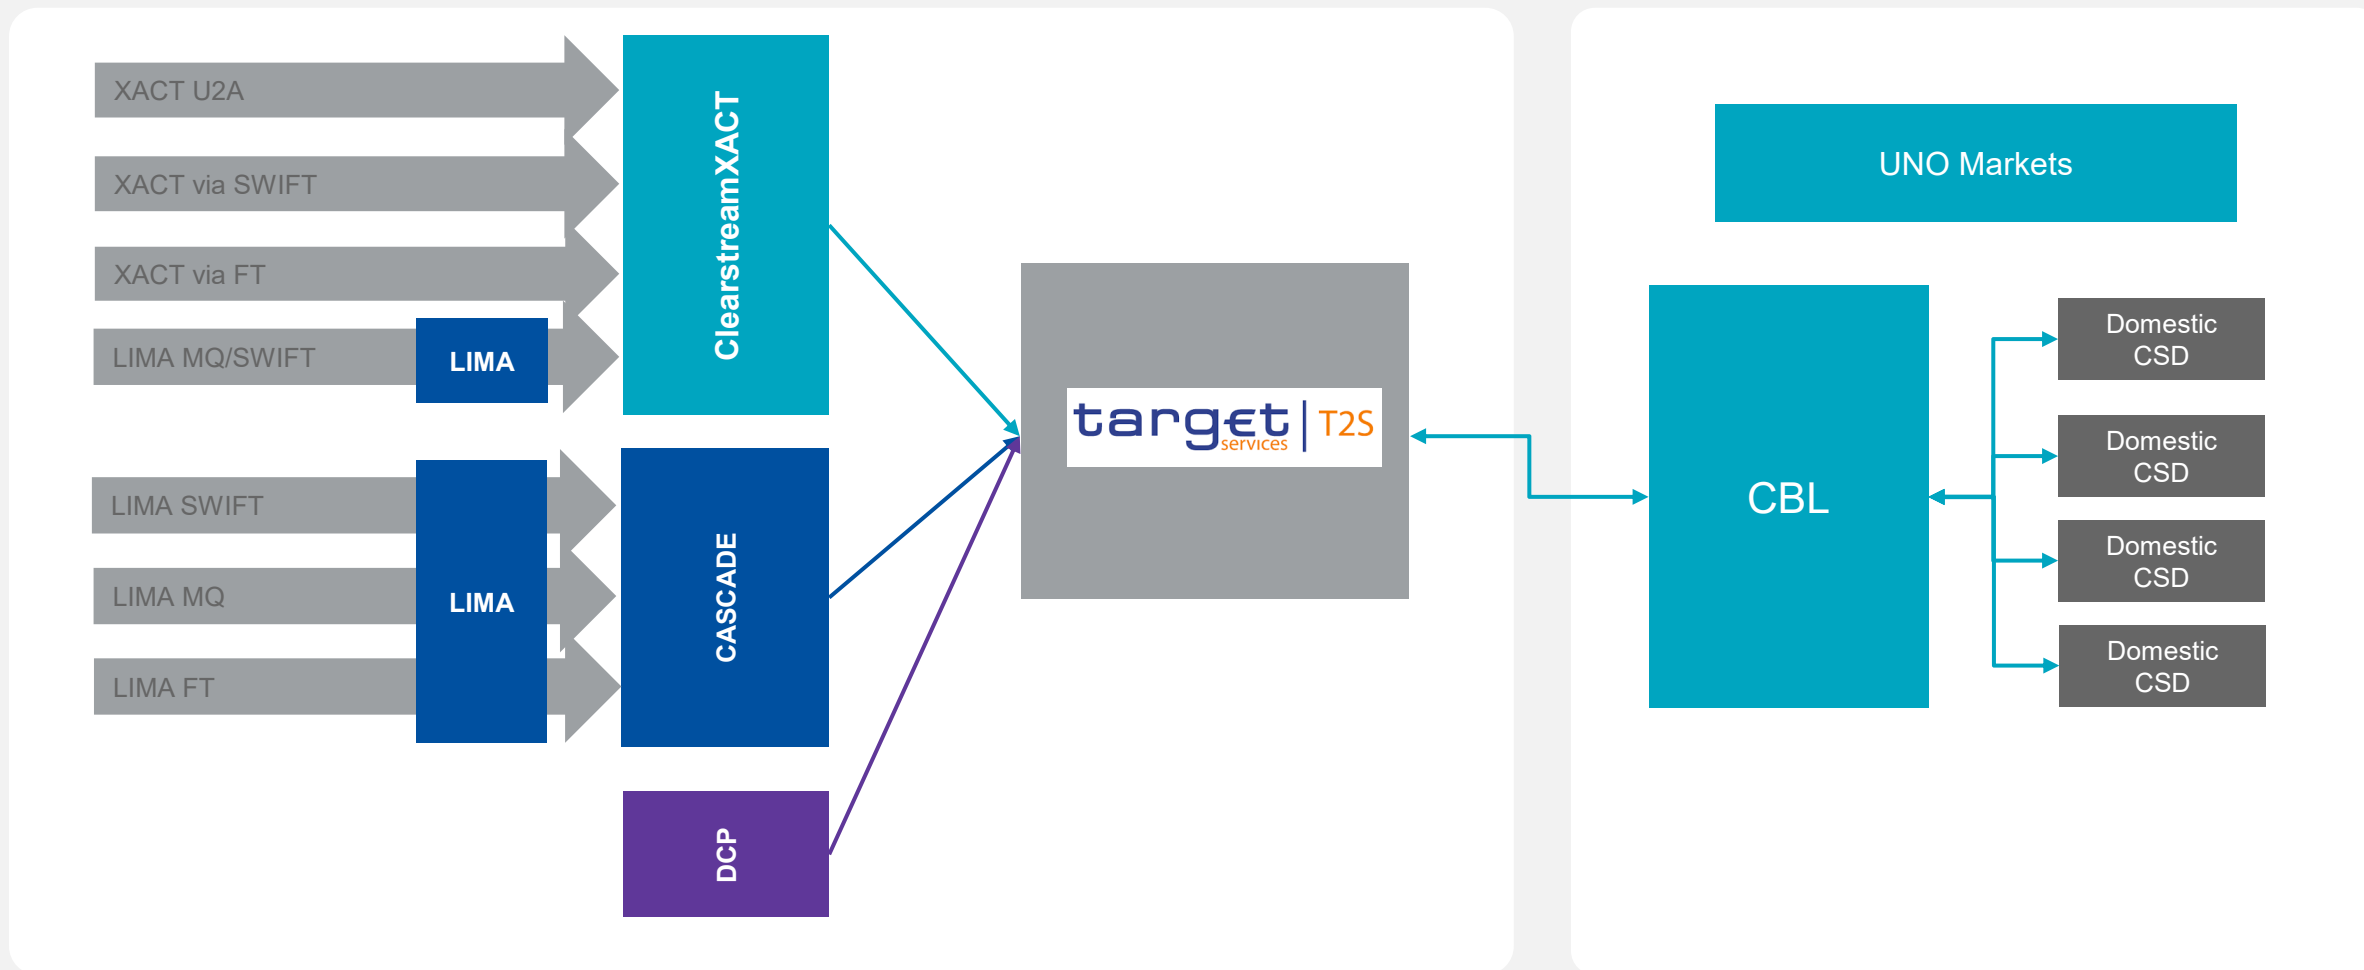 XACT U2A
XACT via SWIFT
XACT via FT
LIMA MQ/SWIFT
LIMA
ClearstreamXACT
LIMA SWIFT
LIMA MQ
LIMA FT
LIMA
CASCADE
DCP
target
services
T2S
UNO Markets
CBL
Domestic
CSD
Domestic
CSD
Domestic
CSD
Domestic
CSD